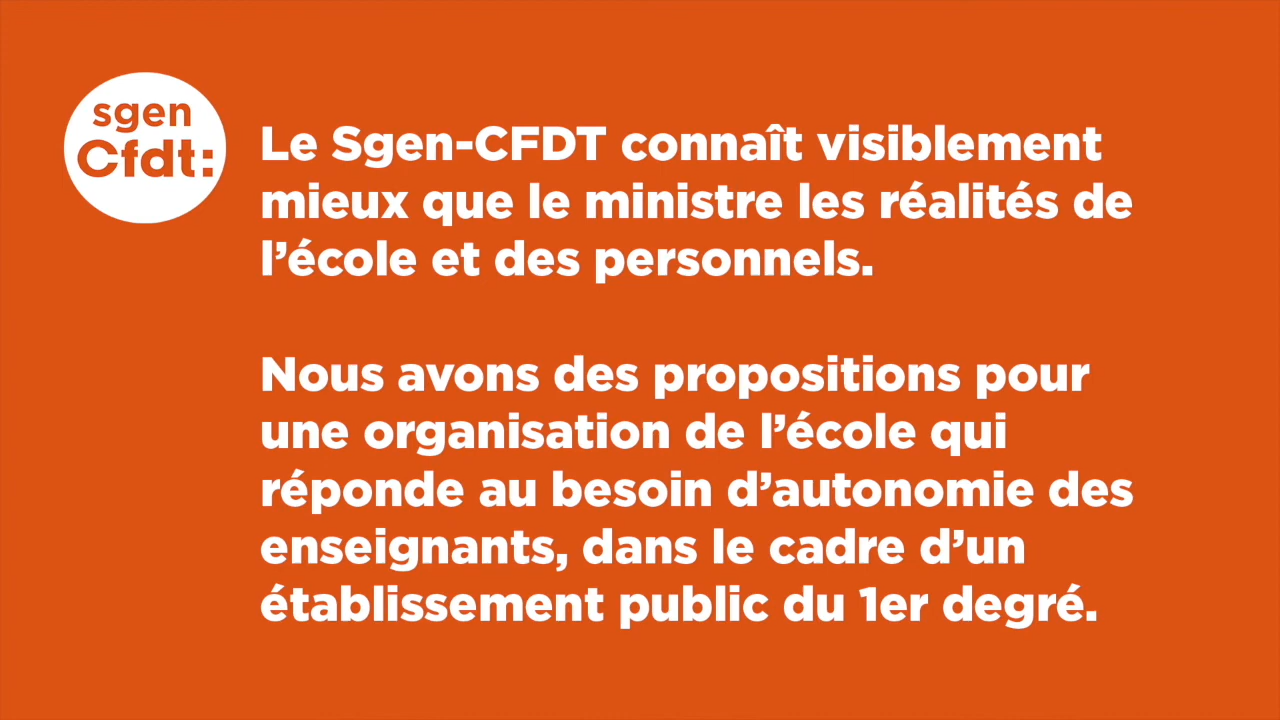 sgen
Cfdt:
Le Sgen-CFDT connaît visiblement
mieux que le ministre les réalités de
l’école et des personnels.
Nous avons des propositions pour
une organisation de l’école qui
réponde au besoin d’autonomie des
enseignants, dans le cadre d’un
établissement public du 1er degré.